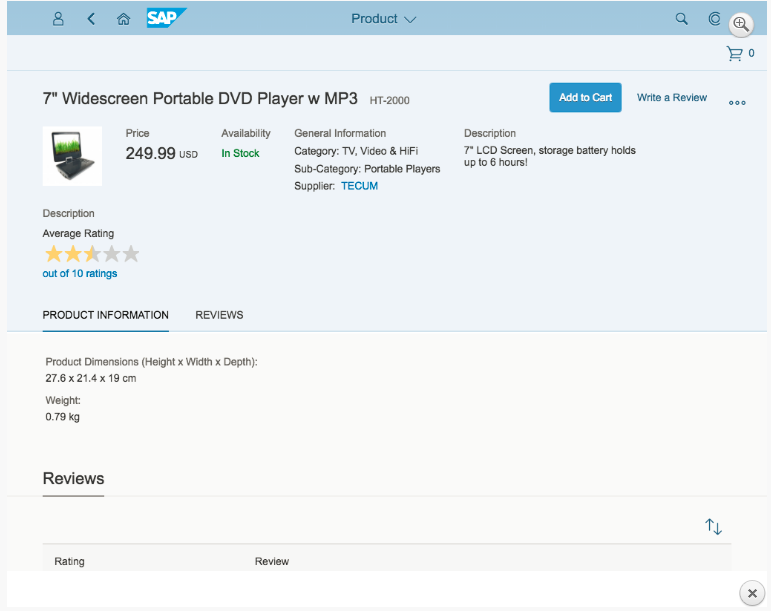 SAP
Product
0
7" Widescreen Portable DVD Player w MP3 HT-2000
Add to Cart
Write a Review
Price
249.99 USD
Availability
In Stock
General Information
Category: TV, Video & HiFi
Sub-Category: Portable Players
Supplier: TECUM
Description
7" LCD Screen, storage battery holds
up to 6 hours!
Description
Average Rating
out of 10 ratings
PRODUCT INFORMATION
REVIEWS
Product Dimensions (Height x Width x Depth):
27.6 x 21.4 x 19 cm
Weight:
0.79 kg
Reviews
Rating
Review